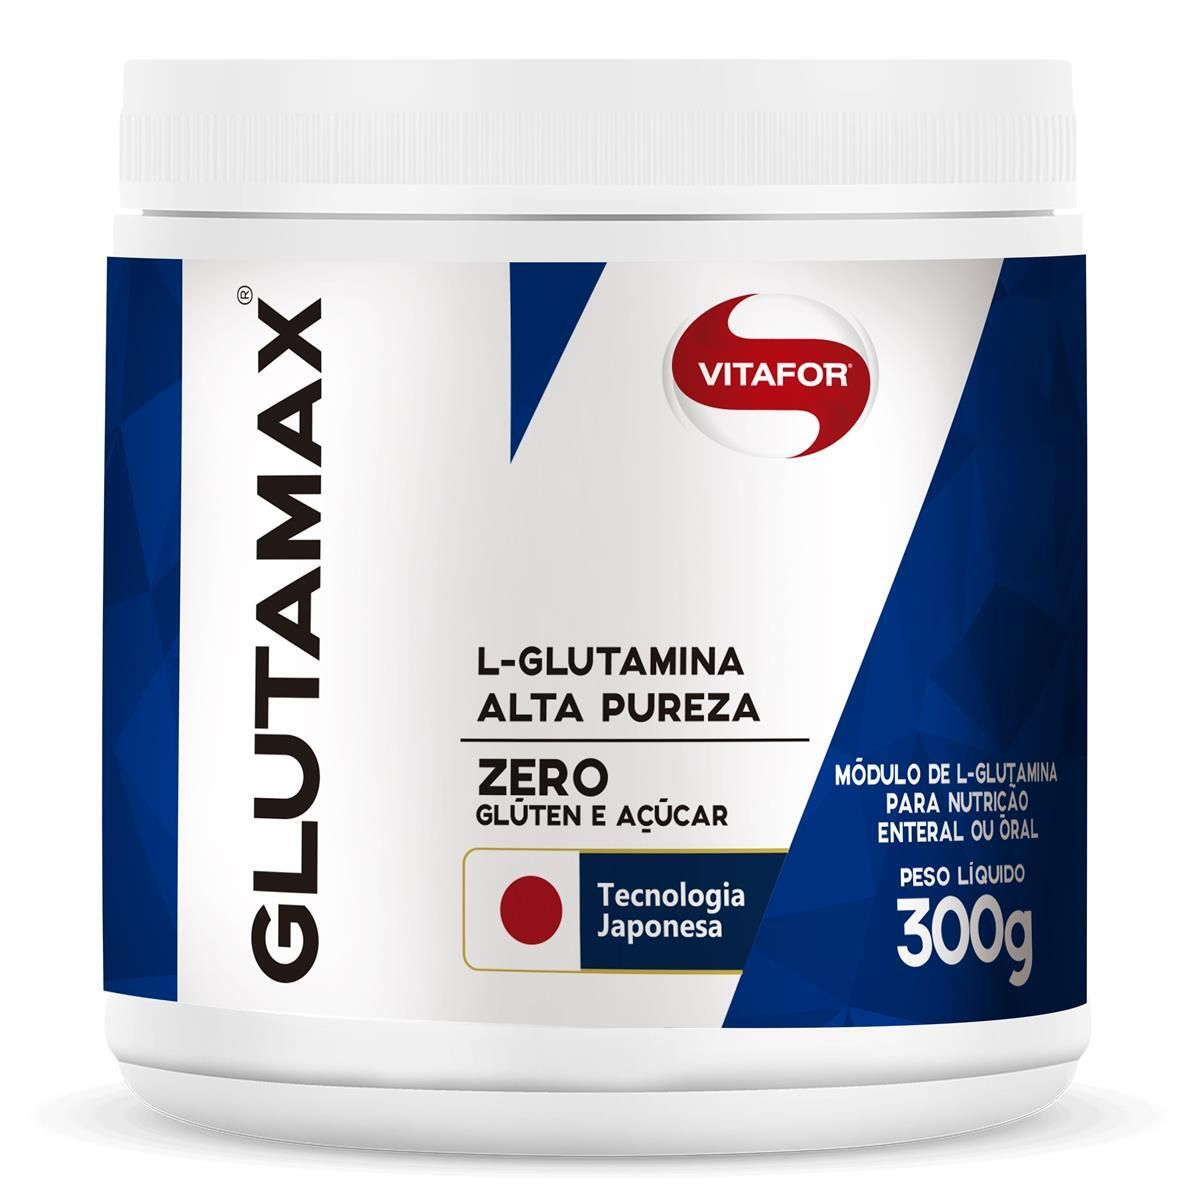 GLUTAMAX®
VITAFOR®
L-GLUTAMINA
ALTA PUREZA
ZERO
GLÚTEN E AÇÚCAR
Tecnologia
Japonesa
MÓDULO DE L-GLUTAMINA
PARA NUTRIÇÃO
ENTERAL OU ORAL
PESO LÍQUIDO
300g